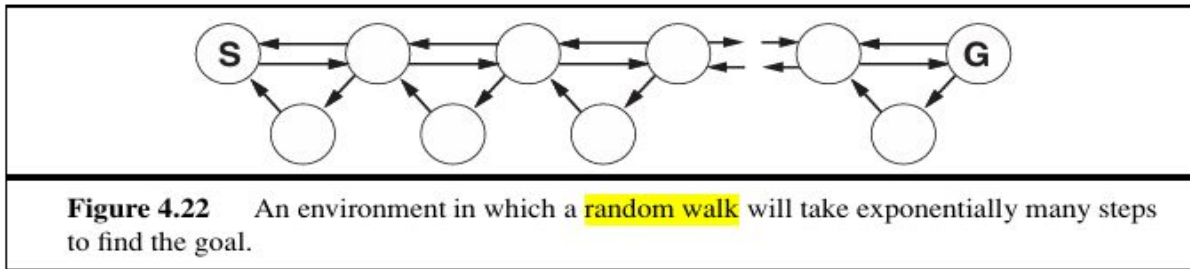 S
G
Figure 4.22 An environment in which a random walk will take exponentially many steps
to find the goal.